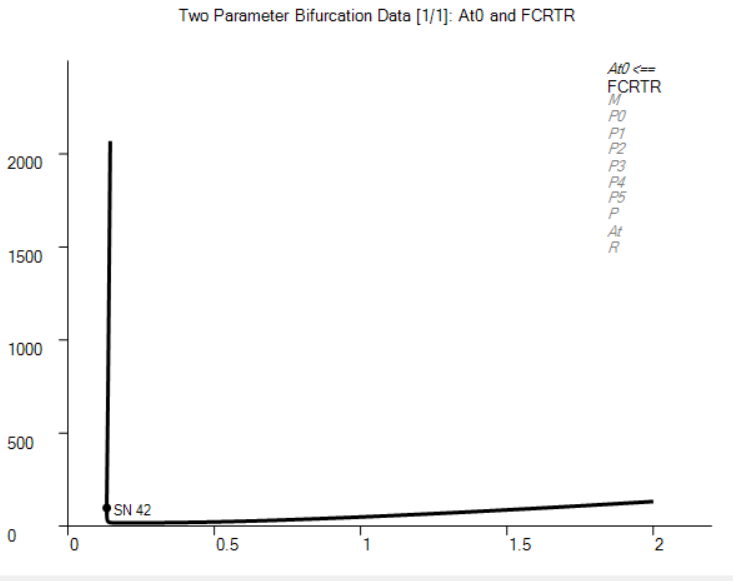 Two Parameter Bifurcation Data [1/1]: At0 and FCRTR
At0 <==
FCRTR
M
P0
P1
P2
P3
P4
P5
P
At
R
2000
1500
1000
500
0
SN 42
0 0.5 1 1.5 2